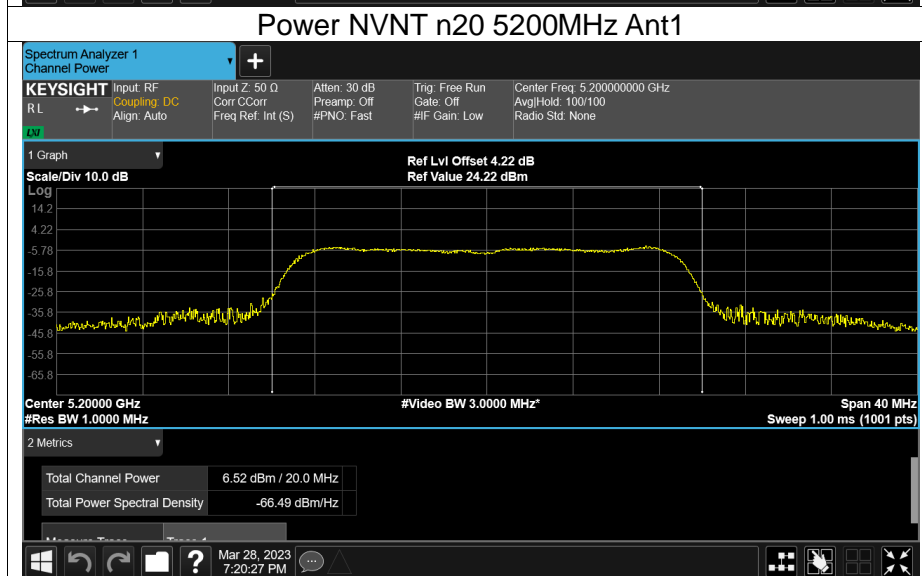 Power NVNT n20 5200MHz Ant1
Spectrum Analyzer 1
Channel Power
+
KEYSIGHT
Input: RF
Input Z: 50 Ω
Atten: 30 dB
Trig: Free Run
Center Freq: 5.200000000 GHz
R L
Coupling: DC
Corr CCorr
Preamp: Off
Gate: Off
Avg|Hold: 100/100
Align: Auto
Freq Ref: Int (S)
#PNO: Fast
#IF Gain: Low
Radio Std: None
LXI
1 Graph
Ref Lvl Offset 4.22 dB
Scale/Div 10.0 dB
Ref Value 24.22 dBm
Log
14.2
4.22
-5.78
-15.8
-25.8
-35.8
-45.8
-55.8
-65.8
Center 5.20000 GHz
#Video BW 3.0000 MHz*
Span 40 MHz
#Res BW 1.0000 MHz
Sweep 1.00 ms (1001 pts)
2 Metrics
Total Channel Power 6.52 dBm / 20.0 MHz
Total Power Spectral Density -66.49 dBm/Hz
?
Mar 28, 2023
7:20:27 PM